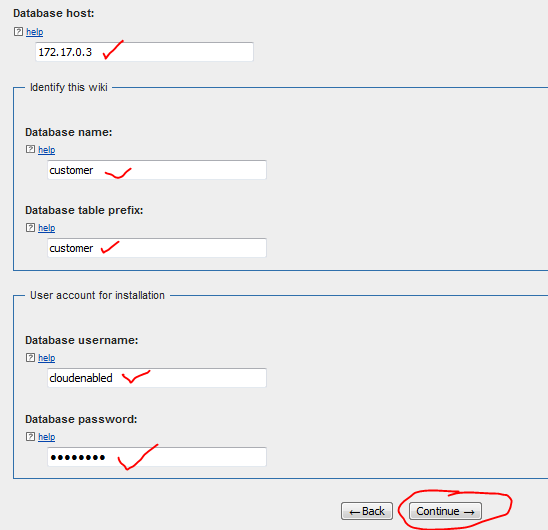 Database host:
? help
172.17.0.3
Identify this wiki
Database name:
? help
customer
Database table prefix:
? help
customer
User account for installation
Database username:
? help
cloudenabled
Database password:
? help
••••••••
←Back Continue →